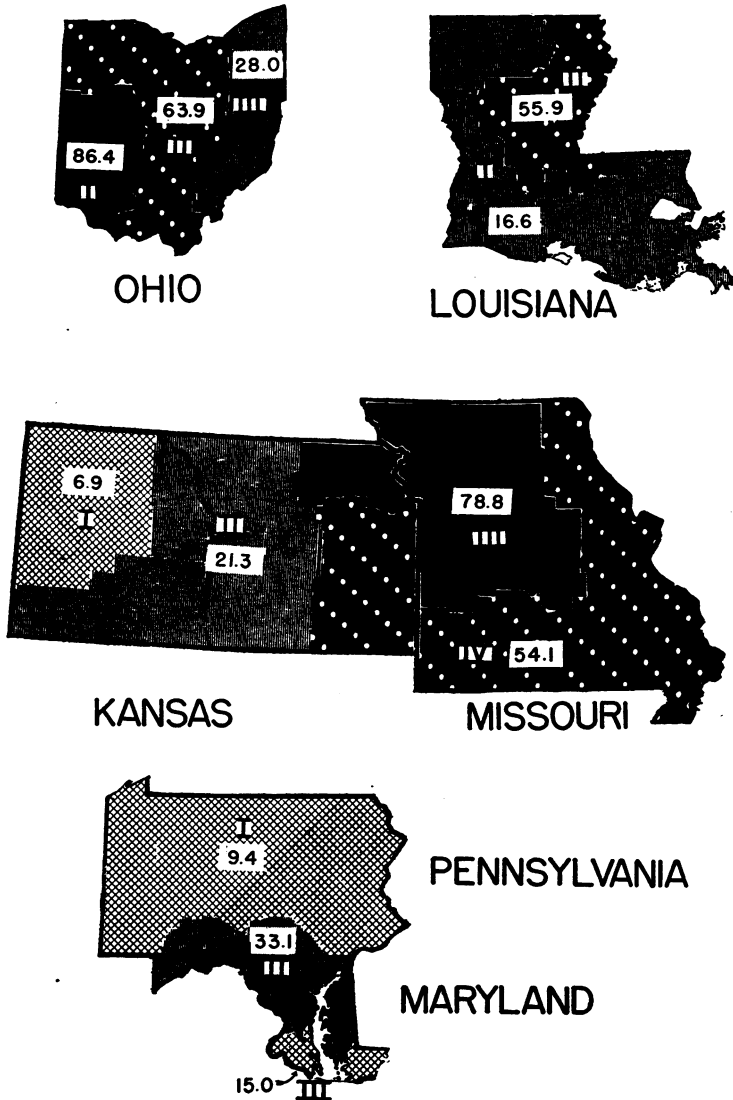 28.0
IIII
63.9
III
86.4
II
OHIO
III
55.9
II
16.6
LOUISIANA
6.9
I
III
21.3
78.8
IIII
IV 54.1
KANSAS
MISSOURI
I
9.4
PENNSYLVANIA
33.1
III
MARYLAND
15.0
III